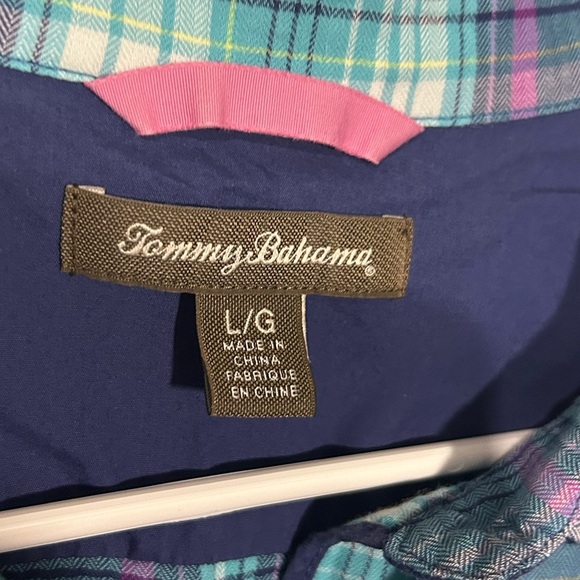 Tommy Bahama®
L/G
MADE IN
CHINA
FABRIQUE
EN CHINE